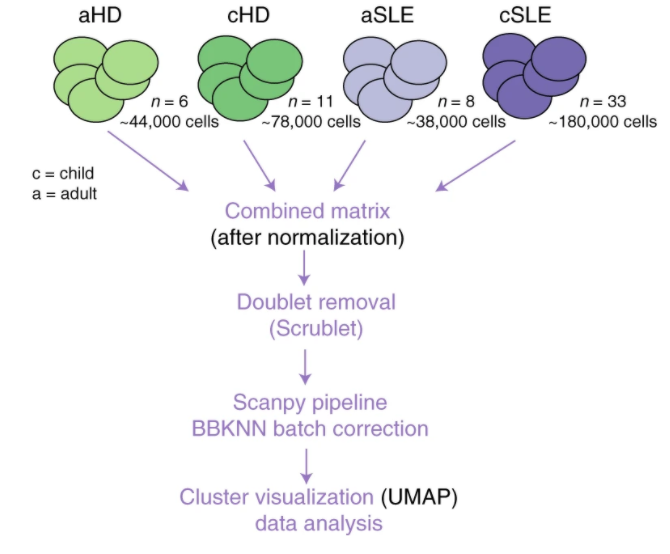 aHD
cHD
aSLE
cSLE
n = 6
~44,000 cells
n = 11
~78,000 cells
n = 8
~38,000 cells
n = 33
~180,000 cells
c = child
a = adult
Combined matrix
(after normalization)
Doublet removal
(Scrublet)
Scanpy pipeline
BBKNN batch correction
Cluster visualization (UMAP)
data analysis